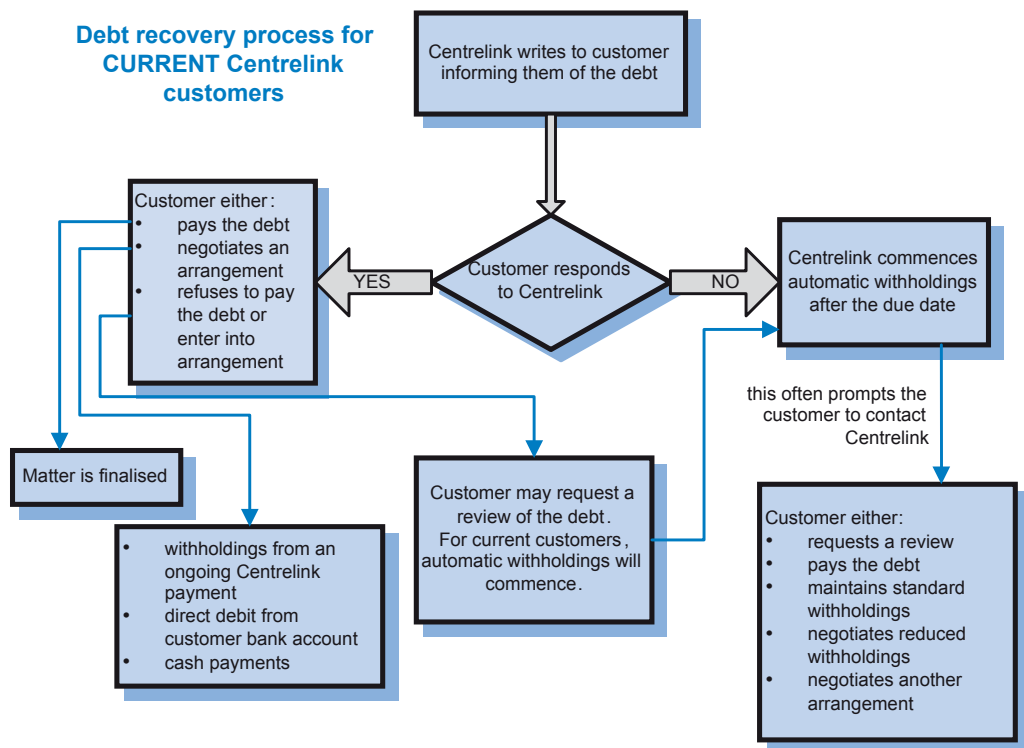 Debt recovery process for
CURRENT Centrelink
customers
Centrelink writes to customer
informing them of the debt
Customer either:
• pays the debt
• negotiates an
arrangement
• refuses to pay
the debt or
enter into
arrangement
YES
Customer responds
to Centrelink
NO
Centrelink commences
automatic withholdings
after the due date
this often prompts the
customer to contact
Centrelink
Matter is finalised
• withholdings from an
ongoing Centrelink
payment
• direct debit from
customer bank account
• cash payments
Customer may request a
review of the debt.
For current customers,
automatic withholdings will
commence.
Customer either:
• requests a review
• pays the debt
• maintains standard
withholdings
• negotiates reduced
withholdings
• negotiates another
arrangement